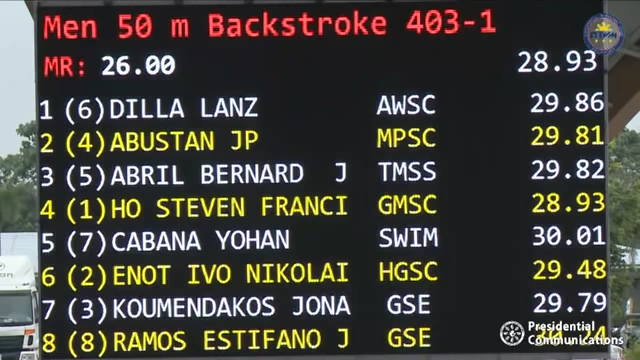 Men 50 m Backstroke 403-1
MR: 26.00 28.93
1 (6)DILLA LANZ AWSC 29.86
2 (4)ABUSTAN JP MPSC 29.81
3 (5)ABRIL BERNARD J TMSS 29.82
4 (1)HO STEVEN FRANCI GMSC 28.93
5 (7)CABANA YOHAN SWIM 30.01
6 (2)ENOT IVO NIKOLAI HGSC 29.48
7 (3)KOUMENDAKOS JONA GSE 29.79
8 (8)RAMOS ESTIFANO J GSE
Presidential
Communications